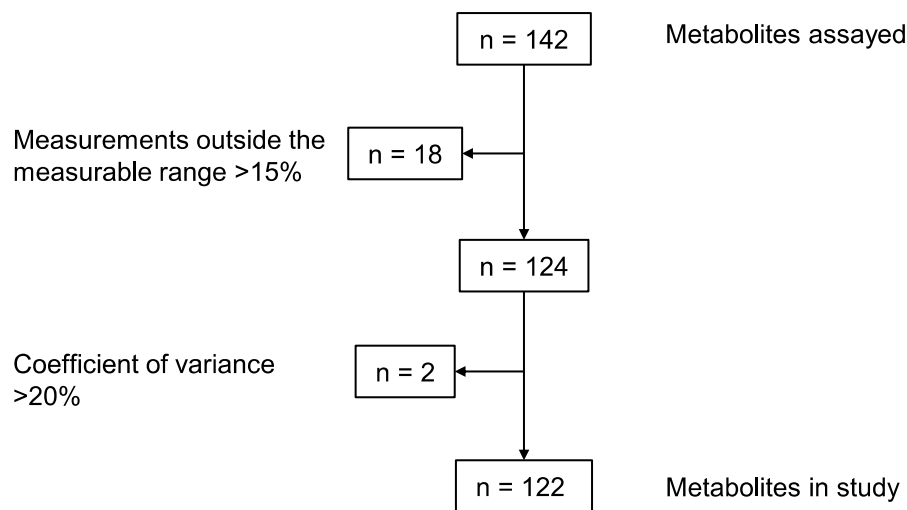 n = 142
Metabolites assayed
Measurements outside the
measurable range >15%
n = 18
n = 124
Coefficient of variance
>20%
n = 2
n = 122
Metabolites in study